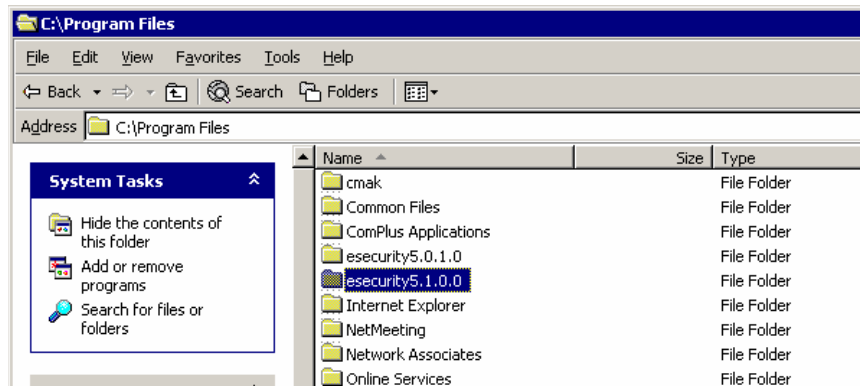 C:\Program Files
File Edit View Favorites Tools Help
Back Search Folders
Address C:\Program Files
System Tasks
Hide the contents of
this folder
Add or remove
programs
Search for files or
folders
Name Size Type
cmak File Folder
Common Files File Folder
ComPlus Applications File Folder
esecurity5.0.1.0 File Folder
esecurity5.1.0.0 File Folder
Internet Explorer File Folder
NetMeeting File Folder
Network Associates File Folder
Online Services File Folder